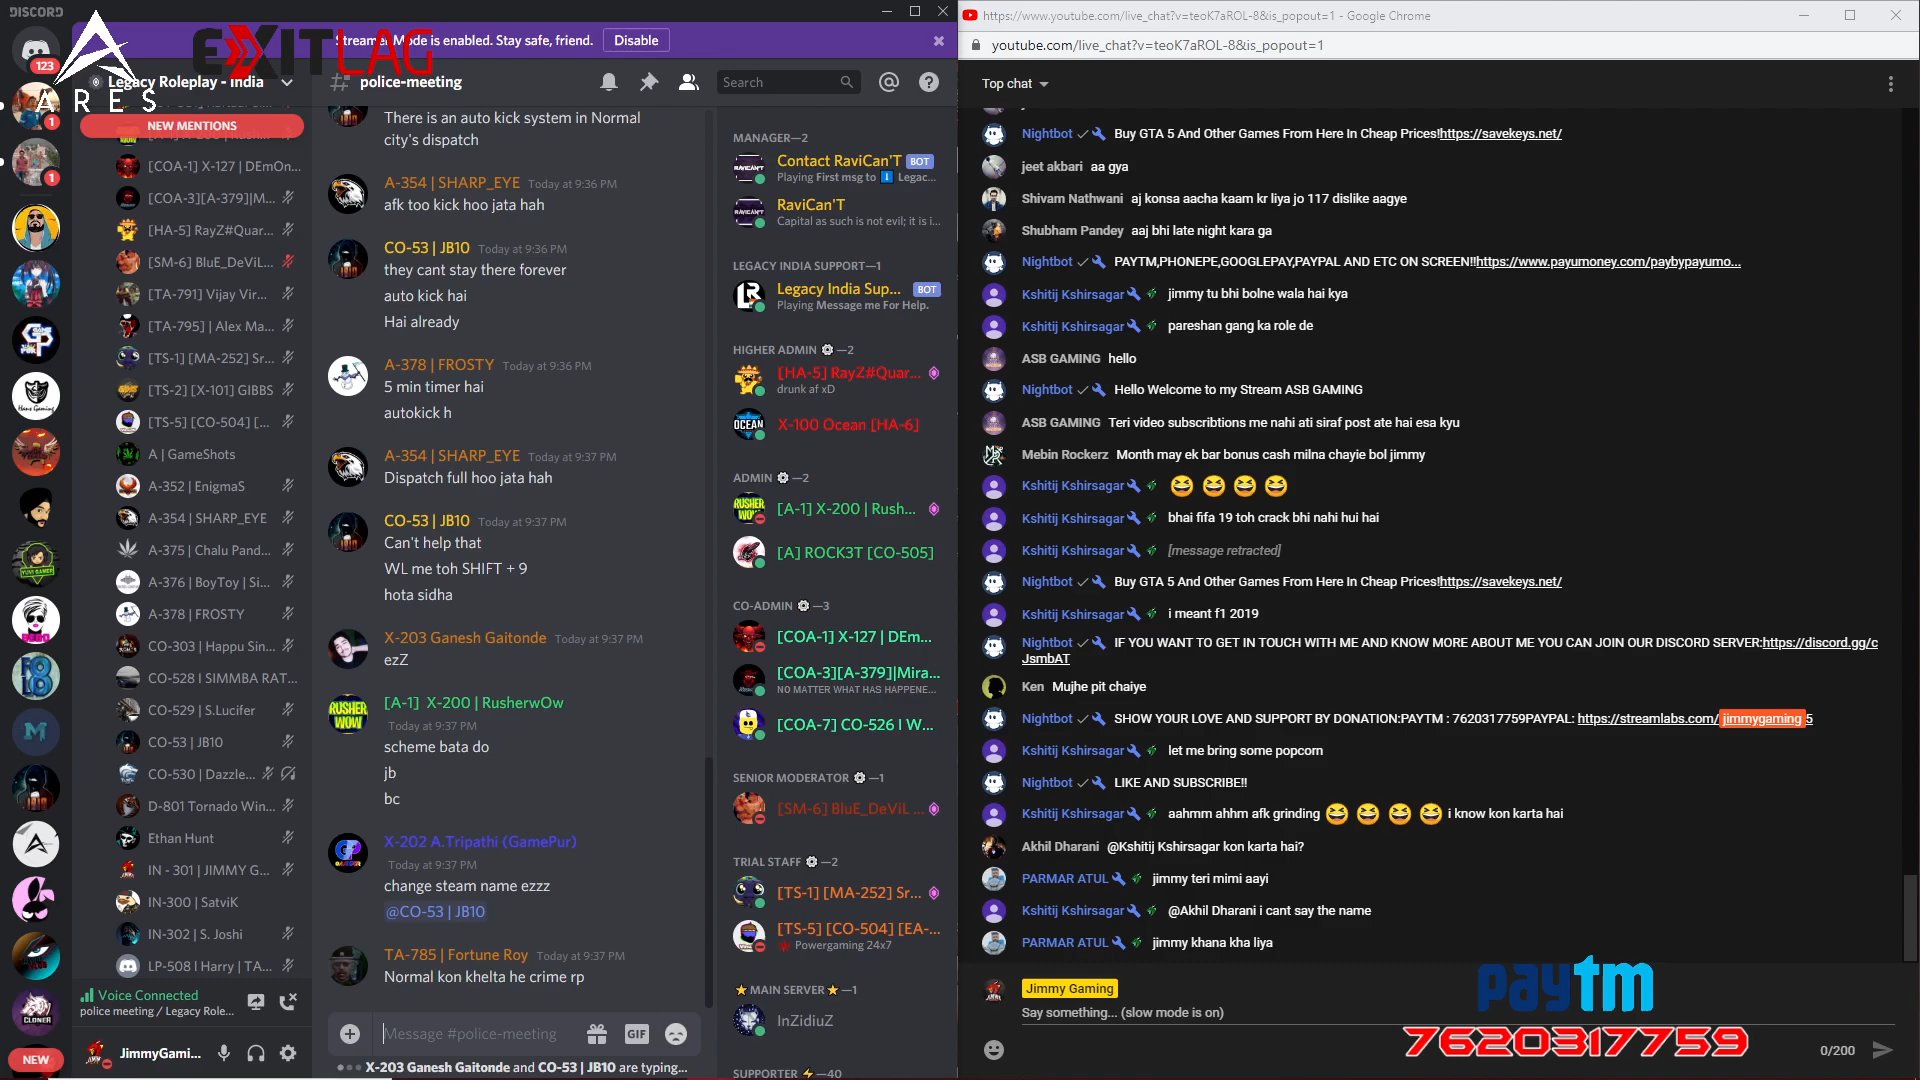 DISCORD
123
ARES
EXITLAG
Streamer Mode is enabled. Stay safe, friend.
Disable
Legacy Roleplay - India
NEW MENTIONS
[COA-1] X-127 | DEmOn...
[COA-3][A-379]|M...
[HA-5] RayZ#Quar...
[SM-6] BluE_DeViL...
[TA-791] Vijay Vir...
[TA-795] | Alex Ma...
[TS-1] [MA-252] Sr...
[TS-2] [X-101] GIBBS
[TS-5] [CO-504] [...
A | GameShots
A-352 | EnigmaS
A-354 | SHARP_EYE
A-375 | Chalu Pand...
A-376 | BoyToy | Si...
A-378 | FROSTY
CO-303 | Happu Sin...
CO-528 I SIMMBA RAT...
CO-529 | S.Lucifer
CO-53 | JB10
CO-530 | Dazzle...
D-801 Tornado Win...
Ethan Hunt
IN - 301 | JIMMY G...
IN-300 | SatviK
IN-302 | S. Joshi
LP-508 l Harry | TA...
Voice Connected
police meeting / Legacy Role...
NEW
JimmyGami...
# police-meeting
Search
There is an auto kick system in Normal
city's dispatch
A-354 | SHARP_EYE Today at 9:36 PM
afk too kick hoo jata hah
CO-53 | JB10 Today at 9:36 PM
they cant stay there forever
auto kick hai
Hai already
A-378 | FROSTY Today at 9:36 PM
5 min timer hai
autokick h
A-354 | SHARP_EYE Today at 9:37 PM
Dispatch full hoo jata hah
CO-53 | JB10 Today at 9:37 PM
Can't help that
WL me toh SHIFT + 9
hota sidha
X-203 Ganesh Gaitonde Today at 9:37 PM
ezZ
[A-1] X-200 | RusherwOw
Today at 9:37 PM
scheme bata do
jb
bc
X-202 A.Tripathi (GamePur)
Today at 9:37 PM
change steam name ezzz
@CO-53 | JB10
TA-785 | Fortune Roy Today at 9:37 PM
Normal kon khelta he crime rp
Message #police-meeting
GIF
X-203 Ganesh Gaitonde and CO-53 | JB10 are typing...
MANAGER—2
Contact RaviCan'T BOT
Playing First msg to Legac...
RaviCan'T
Capital as such is not evil; it is i...
LEGACY INDIA SUPPORT—1
Legacy India Sup... BOT
Playing Message me For Help.
HIGHER ADMIN —2
[HA-5] RayZ#Quar...
drunk af xD
X-100 Ocean [HA-6]
ADMIN —2
[A-1] X-200 | Rush...
[A] ROCK3T [CO-505]
CO-ADMIN —3
[COA-1] X-127 | DEm...
[COA-3][A-379]|Mira...
NO MATTER WHAT HAS HAPPENE...
[COA-7] CO-526 I W...
SENIOR MODERATOR —1
[SM-6] BluE_DeViL ...
TRIAL STAFF —2
[TS-1] [MA-252] Sr...
[TS-5] [CO-504] [EA-...
Powergaming 24x7
MAIN SERVER —1
InZidiuZ
SUPPORTER —40
https://www.youtube.com/live_chat?v=teoK7aROL-8&is_popout=1 - Google Chrome
youtube.com/live_chat?v=teoK7aROL-8&is_popout=1
Top chat
Nightbot Buy GTA 5 And Other Games From Here In Cheap Prices!https://savekeys.net/
jeet akbari aa gya
Shivam Nathwani aj konsa aacha kaam kr liya jo 117 dislike aagye
Shubham Pandey aaj bhi late night kara ga
Nightbot PAYTM,PHONEPE,GOOGLEPAY,PAYPAL AND ETC ON SCREEN!!https://www.payumoney.com/paybypayumo...
Kshitij Kshirsagar jimmy tu bhi bolne wala hai kya
Kshitij Kshirsagar pareshan gang ka role de
ASB GAMING hello
Nightbot Hello Welcome to my Stream ASB GAMING
ASB GAMING Teri video subscribtions me nahi ati siraf post ate hai esa kyu
Mebin Rockerz Month may ek bar bonus cash milna chayie bol jimmy
Kshitij Kshirsagar 😆 😆 😆 😆
Kshitij Kshirsagar bhai fifa 19 toh crack bhi nahi hui hai
Kshitij Kshirsagar [message retracted]
Nightbot Buy GTA 5 And Other Games From Here In Cheap Prices!https://savekeys.net/
Kshitij Kshirsagar i meant f1 2019
Nightbot IF YOU WANT TO GET IN TOUCH WITH ME AND KNOW MORE ABOUT ME YOU CAN JOIN OUR DISCORD SERVER:https://discord.gg/c
JsmbAT
Ken Mujhe pit chaiye
Nightbot SHOW YOUR LOVE AND SUPPORT BY DONATION:PAYTM : 7620317759PAYPAL: https://streamlabs.com/jimmygaming5
Kshitij Kshirsagar let me bring some popcorn
Nightbot LIKE AND SUBSCRIBE!!
Kshitij Kshirsagar aahmm ahhm afk grinding 😆 😆 😆 😆 i know kon karta hai
Akhil Dharani @Kshitij Kshirsagar kon karta hai?
PARMAR ATUL jimmy teri mimi aayi
Kshitij Kshirsagar @Akhil Dharani i cant say the name
PARMAR ATUL jimmy khana kha liya
Jimmy Gaming
Say something... (slow mode is on)
0/200
paytm
7620317759